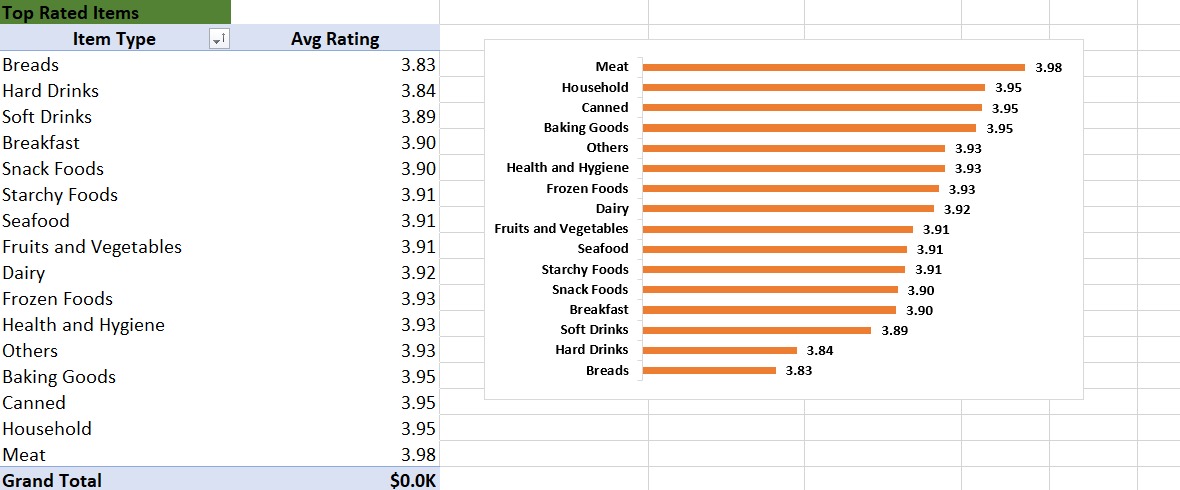 Top Rated Items
Item Type Avg Rating
Breads 3.83
Hard Drinks 3.84
Soft Drinks 3.89
Breakfast 3.90
Snack Foods 3.90
Starchy Foods 3.91
Seafood 3.91
Fruits and Vegetables 3.91
Dairy 3.92
Frozen Foods 3.93
Health and Hygiene 3.93
Others 3.93
Baking Goods 3.95
Canned 3.95
Household 3.95
Meat 3.98
Grand Total $0.0K
Meat 3.98
Household 3.95
Canned 3.95
Baking Goods 3.95
Others 3.93
Health and Hygiene 3.93
Frozen Foods 3.93
Dairy 3.92
Fruits and Vegetables 3.91
Seafood 3.91
Starchy Foods 3.91
Snack Foods 3.90
Breakfast 3.90
Soft Drinks 3.89
Hard Drinks 3.84
Breads 3.83